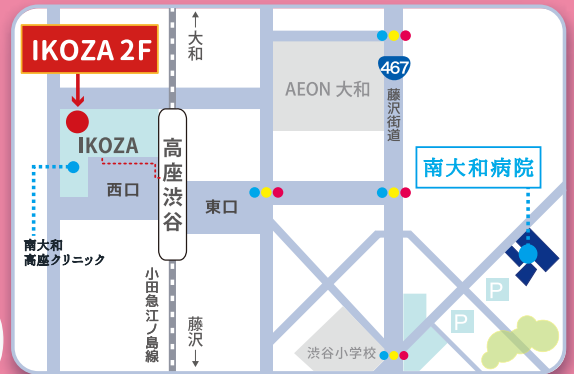 IKOZA 2F
←大和
467
AEON 大和
藤沢街道
IKOZA
高座渋谷
南大和病院
西口
東口
南大和
高座クリニック
小田急江ノ島線
藤沢→
P
P
渋谷小学校